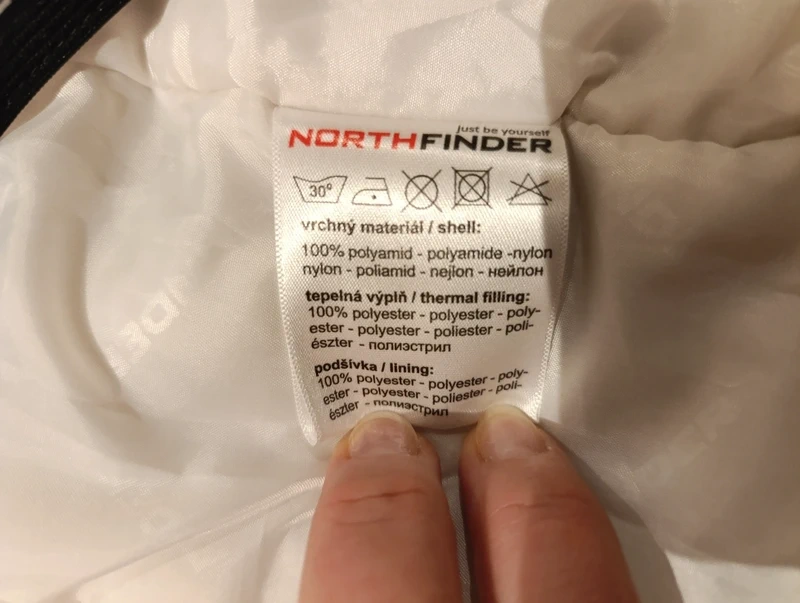 just be yourself
NORTHFINDER
30°
vrchný materiál / shell:
100% polyamid - polyamide -nylon
nylon - poliamid - nejlon - нейлон
tepelná výplň / thermal filling:
100% polyester - polyester - poly-
ester - polyester - poliester - poli-
észter - полиэстрил
podšívka / lining:
100% polyester - polyester - poly-
ester - polyester - poliester - poli-
észter - полиэстрил